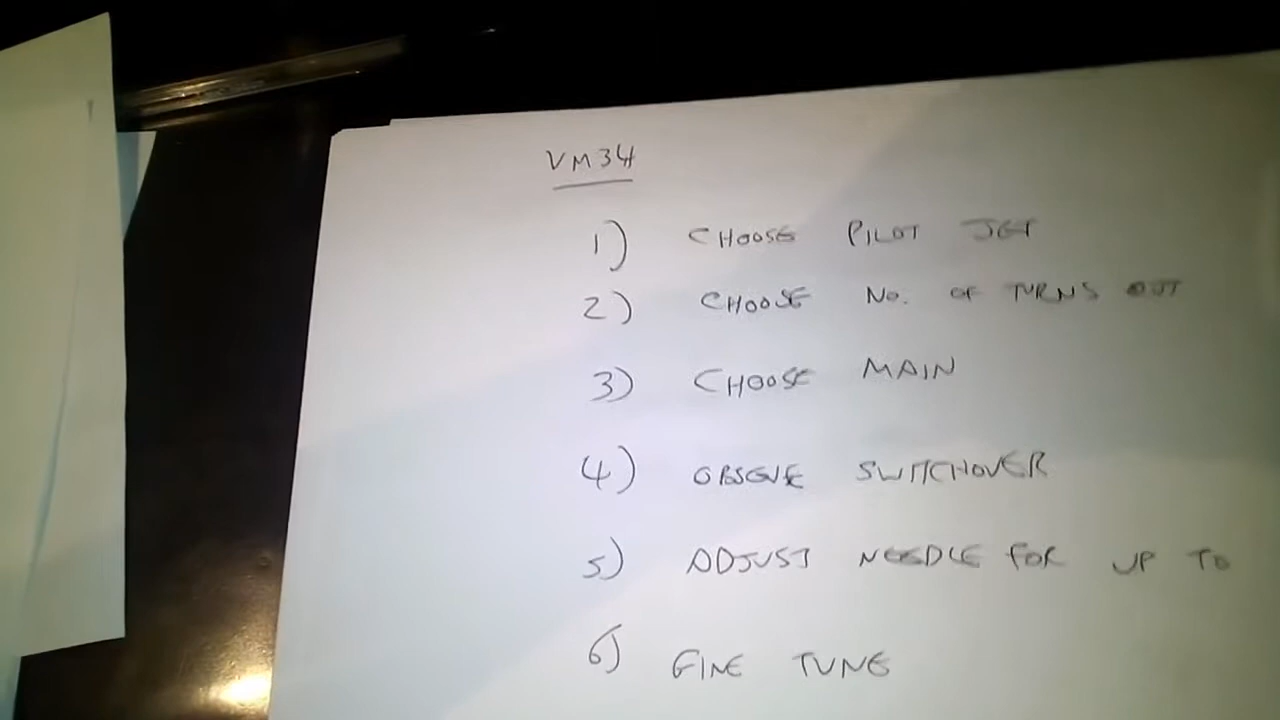 VM34
1) CHOOSE PILOT JET
2) CHOOSE No. OF TURNS OUT
3) CHOOSE MAIN
4) OBSEVE SWITCHOVER
5) ADJUST NEEDLE FOR UP TO
6) FINE TUNE